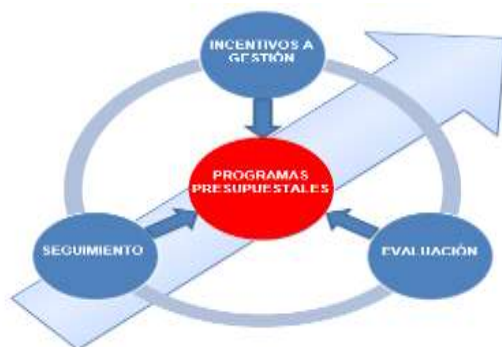 INCENTIVOS A
GESTIÓN
PROGRAMAS
PRESUPUESTALES
SEGUIMIENTO
EVALUACIÓN